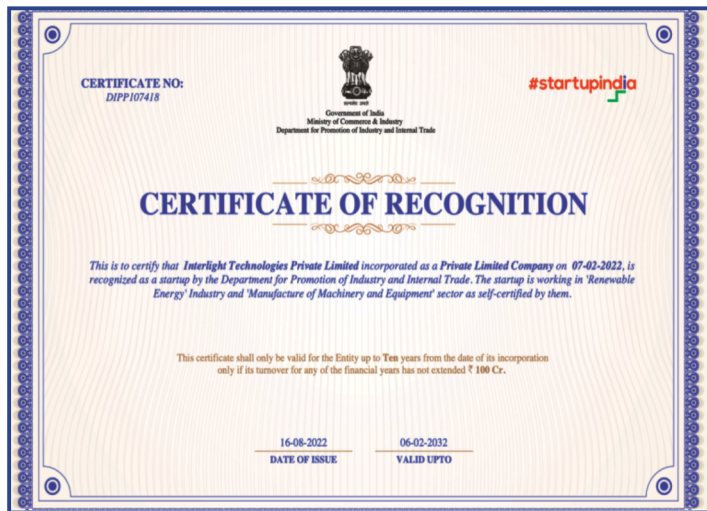 CERTIFICATE NO:
DIPP107418
सत्यमेव जयते
Government of India
Ministry of Commerce & Industry
Department for Promotion of Industry and Internal Trade
#startupindia
CERTIFICATE OF RECOGNITION
This is to certify that Interlight Technologies Private Limited incorporated as a Private Limited Company on 07-02-2022, is
recognized as a startup by the Department for Promotion of Industry and Internal Trade. The startup is working in 'Renewable
Energy' Industry and 'Manufacture of Machinery and Equipment' sector as self-certified by them.
This certificate shall only be valid for the Entity up to Ten years from the date of its incorporation
only if its turnover for any of the financial years has not extended ₹ 100 Cr.
16-08-2022
DATE OF ISSUE
06-02-2032
VALID UPTO